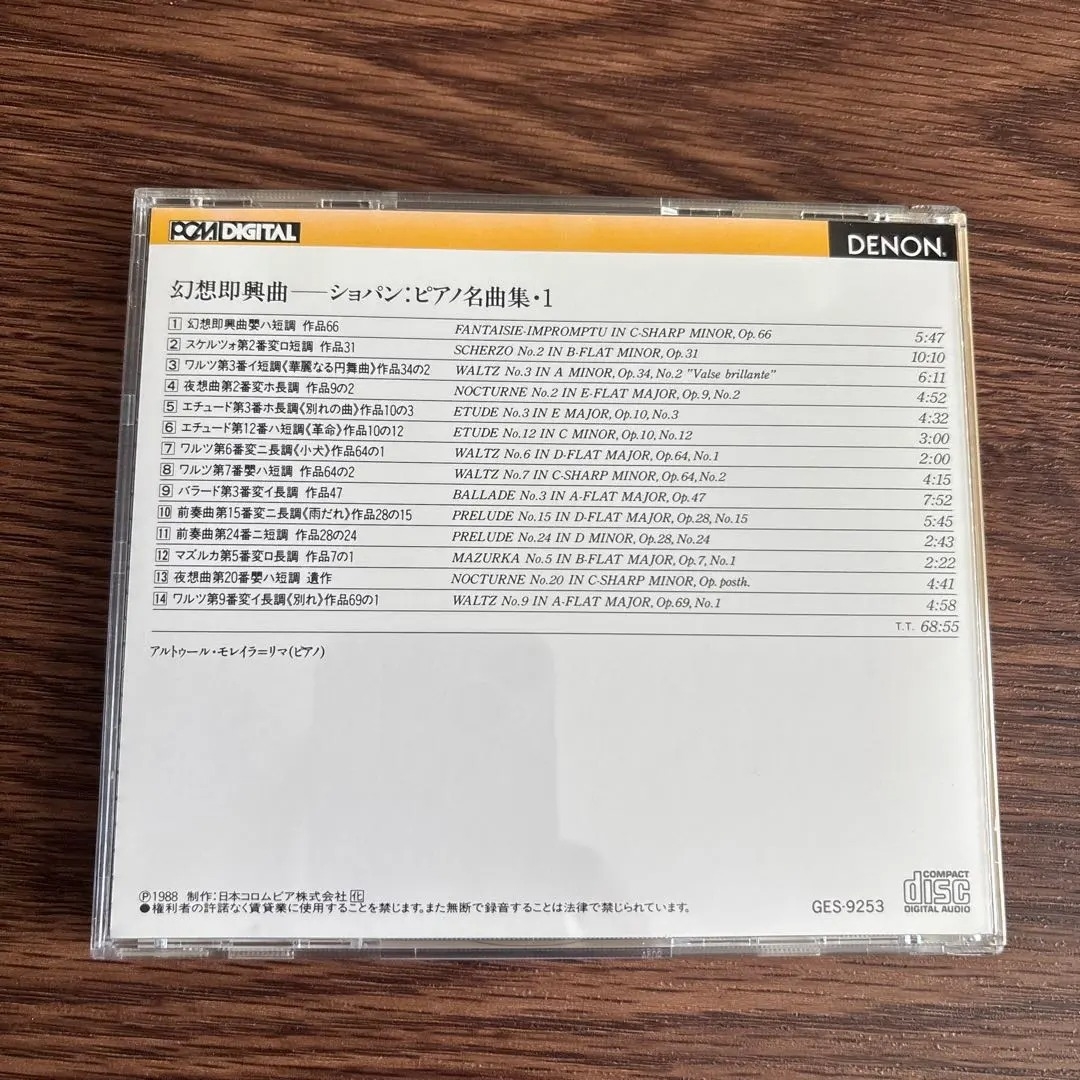 PCM DIGITAL
DENON®
幻想即興曲──ショパン:ピアノ名曲集・1
1 幻想即興曲嬰ハ短調 作品66 FANTAISIE-IMPROMPTU IN C-SHARP MINOR, Op. 66 5:47
2 スケルツォ第2番変ロ短調 作品31 SCHERZO No.2 IN B-FLAT MINOR, Op.31 10:10
3 ワルツ第3番イ短調《華麗なる円舞曲》作品34の2 WALTZ No.3 IN A MINOR, Op.34, No.2 "Valse brillante" 6:11
4 夜想曲第2番変ホ長調 作品9の2 NOCTURNE No.2 IN E-FLAT MAJOR, Op.9, No.2 4:52
5 エチュード第3番ホ長調《別れの曲》作品10の3 ETUDE No.3 IN E MAJOR, Op.10, No.3 4:32
6 エチュード第12番ハ短調《革命》作品10の12 ETUDE No.12 IN C MINOR, Op.10, No.12 3:00
7 ワルツ第6番変ニ長調《小犬》作品64の1 WALTZ No.6 IN D-FLAT MAJOR, Op.64, No.1 2:00
8 ワルツ第7番嬰ハ短調 作品64の2 WALTZ No.7 IN C-SHARP MINOR, Op.64, No.2 4:15
9 バラード第3番変イ長調 作品47 BALLADE No.3 IN A-FLAT MAJOR, Op.47 7:52
10 前奏曲第15番変ニ長調《雨だれ》作品28の15 PRELUDE No.15 IN D-FLAT MAJOR, Op.28, No.15 5:45
11 前奏曲第24番ニ短調 作品28の24 PRELUDE No.24 IN D MINOR, Op.28, No.24 2:43
12 マズルカ第5番変ロ長調 作品7の1 MAZURKA No.5 IN B-FLAT MAJOR, Op.7, No.1 2:22
13 夜想曲第20番嬰ハ短調 遺作 NOCTURNE No.20 IN C-SHARP MINOR, Op. posth. 4:41
14 ワルツ第9番変イ長調《別れ》作品69の1 WALTZ No.9 IN A-FLAT MAJOR, Op.69, No.1 4:58
T.T. 68:55
アルトゥール・モレイラ=リマ(ピアノ)
Ⓟ1988 制作:日本コロムビア株式会社 化
●権利者の許諾なく賃貸業に使用することを禁じます。また無断で録音することは法律で禁じられています。
GES-9253
COMPACT
disc
DIGITAL AUDIO